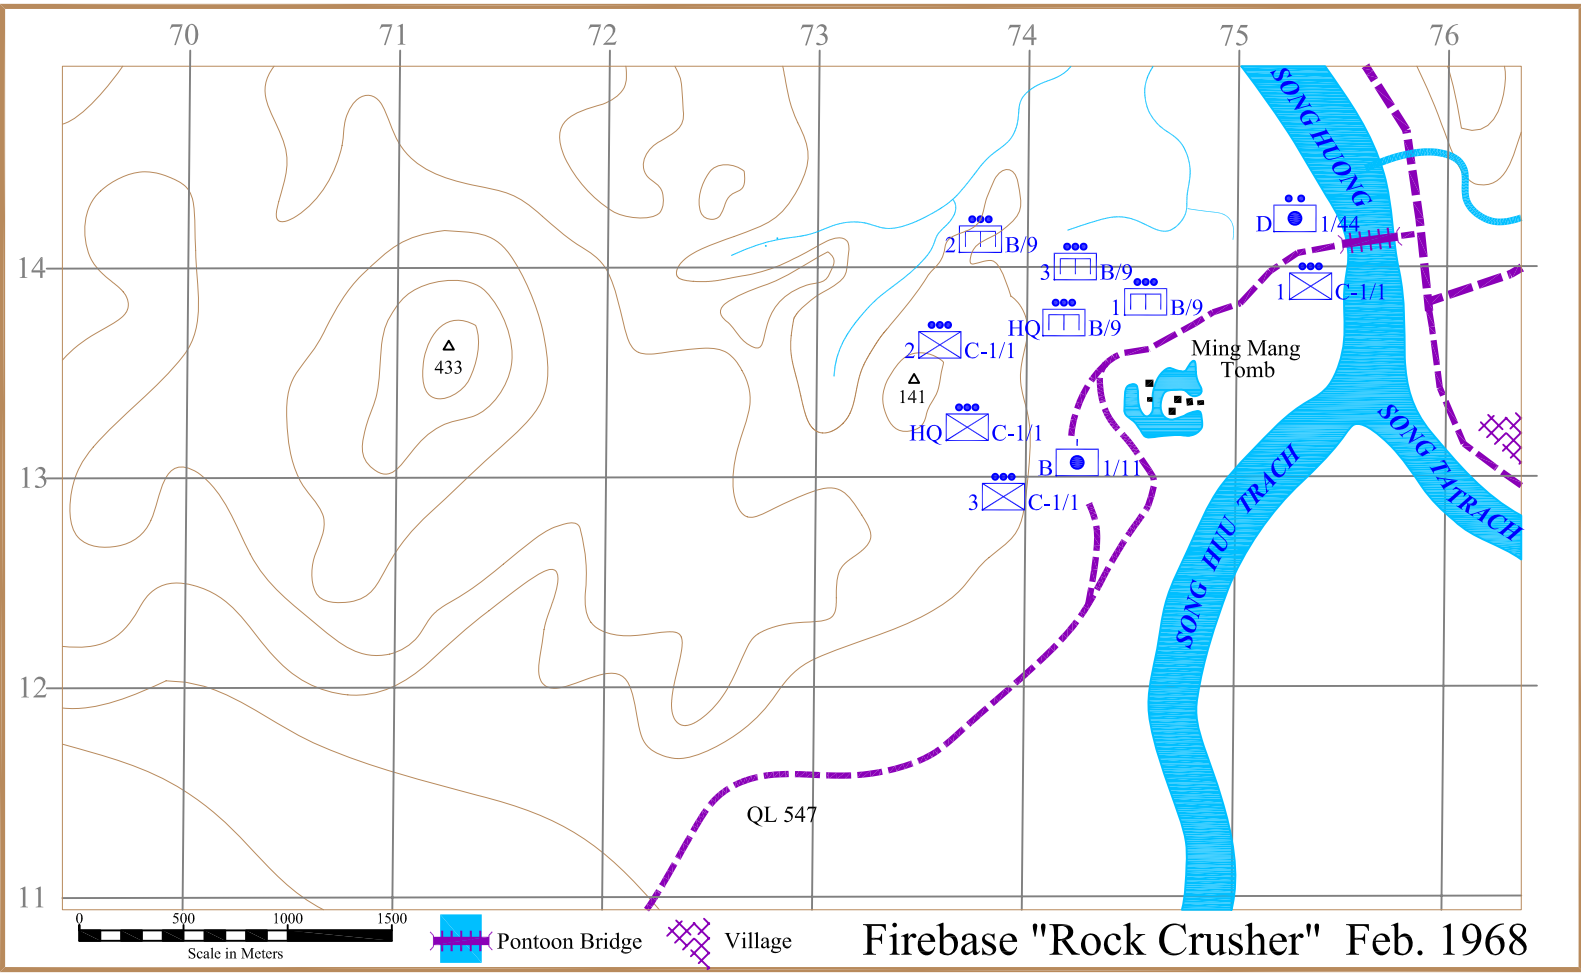 70 71 72 73 74 75 76
SONG HUONG
D 1/44
2 B/9
14
3 B/9
1 C-1/1
1 B/9
HQ B/9
2 C-1/1
Ming Mang
Tomb
433
141
HQ C-1/1
SONG TATRACH
B 1/11
13
3 C-1/1
SONG HUU TRACH
12
QL 547
11
0 500 1000 1500
Scale in Meters
Pontoon Bridge
Village
Firebase "Rock Crusher" Feb. 1968